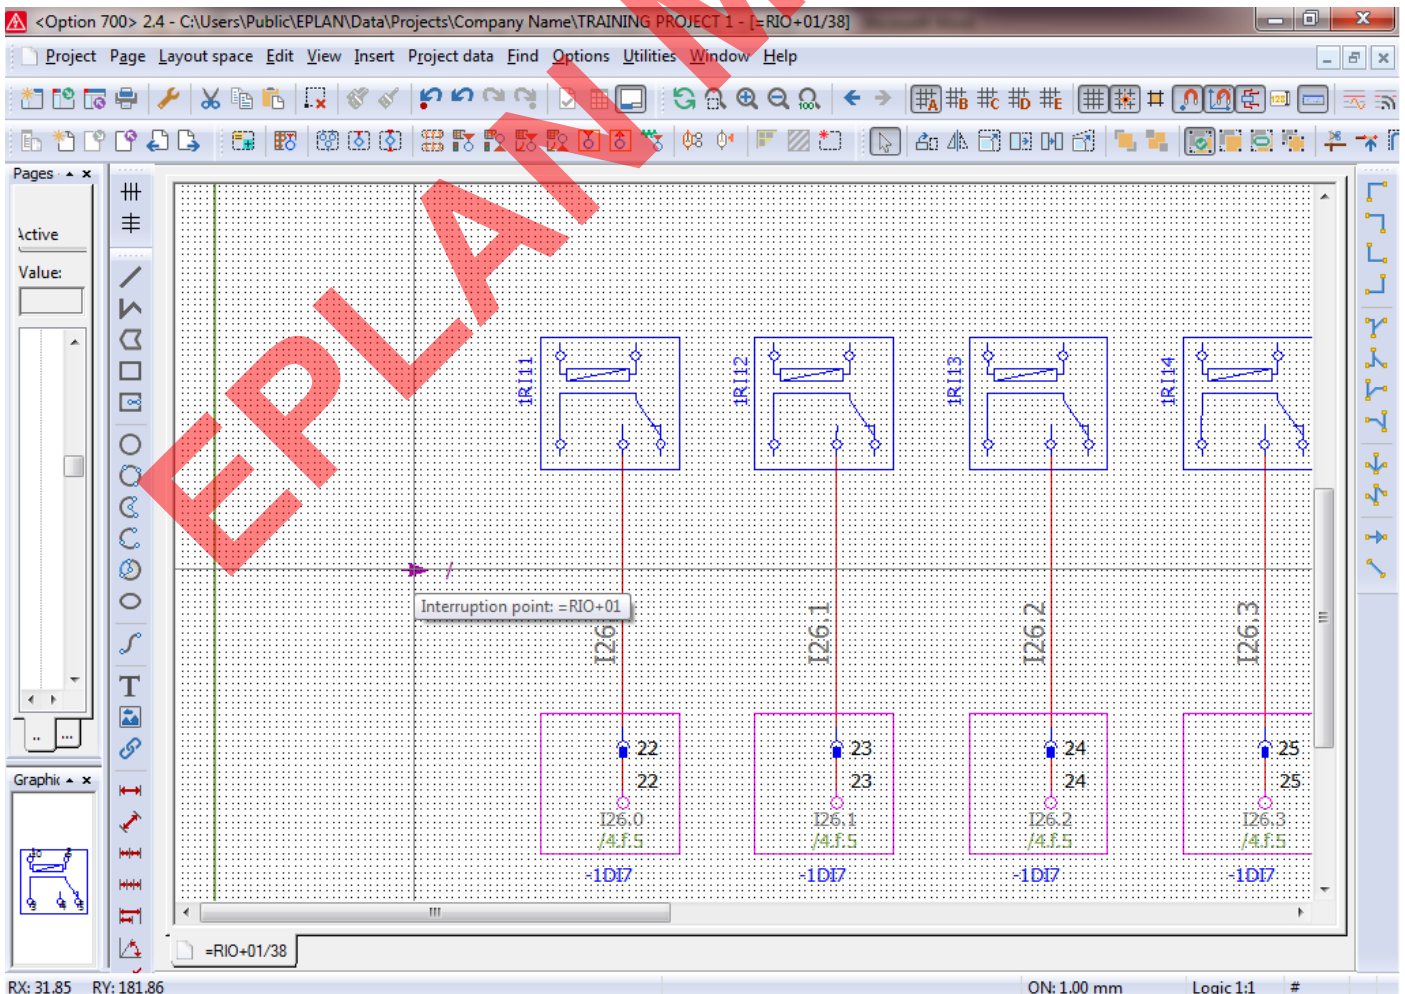 <Option 700> 2.4 - C:\Users\Public\EPLAN\Data\Projects\Company Name\TRAINING PROJECT 1 - [=RIO+01/38]
Project Page Layout space Edit View Insert Project data Find Options Utilities Window Help
A B C D E
Pages
Active
Value:
EPLAN M
1RI11 1RI12 1RI13 1RI14
/
Interruption point: =RIO+01
I26. I26.1 I26.2 I26.3
22 23 24 25
22 23 24 25
I26.0 I26.1 I26.2 I26.3
/4.f.5 /4.f.5 /4.f.5 /4.f.5
-1DI7 -1DI7 -1DI7 -1DI7
T
.. ...
Graphic
=RIO+01/38
RX: 31.85 RY: 181.86 ON: 1.00 mm Logic 1:1 #